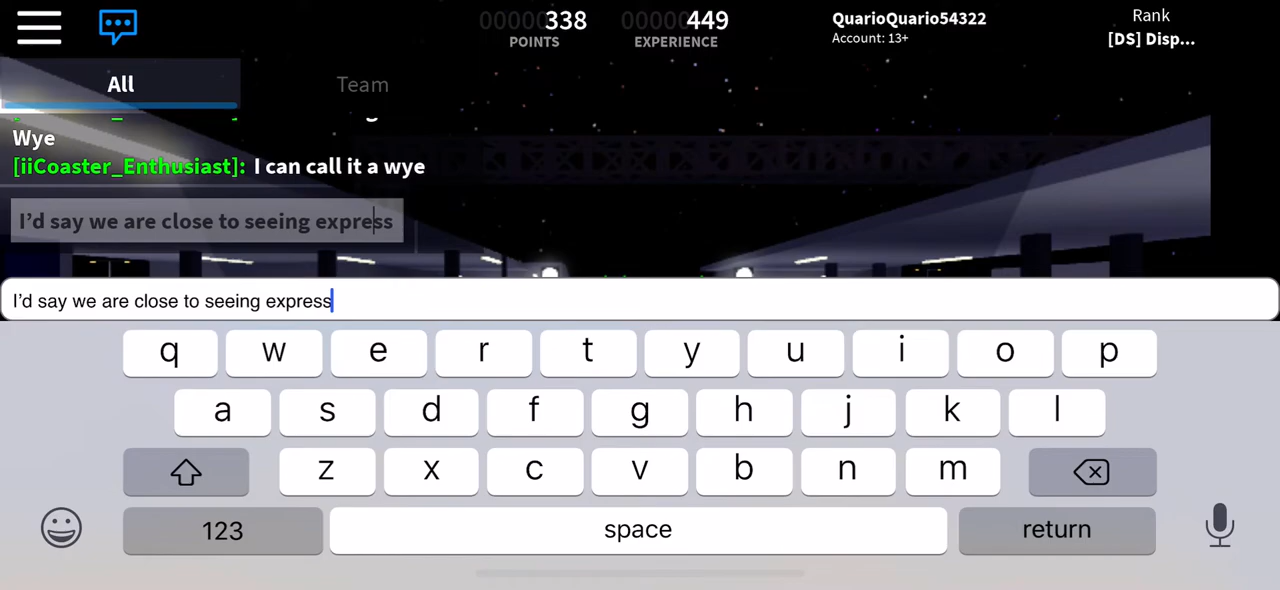 00000338
POINTS
00000449
EXPERIENCE
QuarioQuario54322
Account: 13+
Rank
[DS] Disp...
All
Team
Wye
[iiCoaster_Enthusiast]: I can call it a wye
I’d say we are close to seeing express
I’d say we are close to seeing express
q w e r t y u i o p
a s d f g h j k l
z x c v b n m
123
space
return